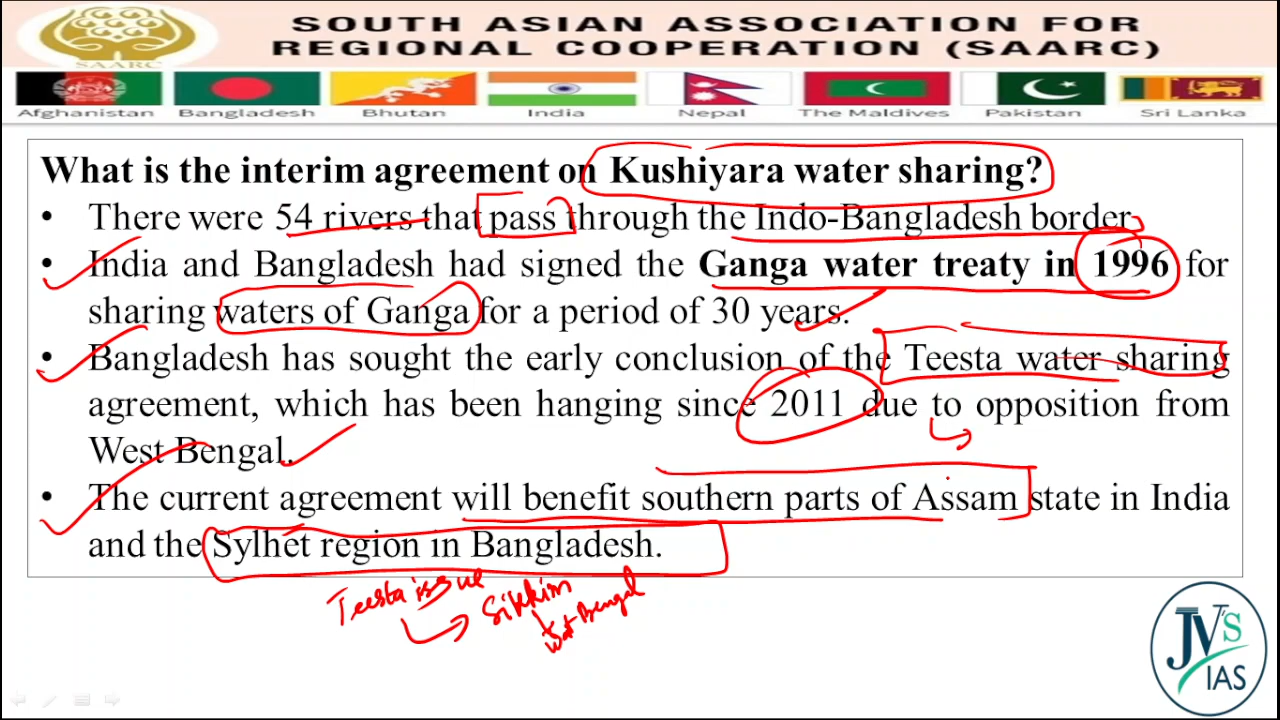 SOUTH ASIAN ASSOCIATION FOR
REGIONAL COOPERATION (SAARC)
SAARC
Afghanistan Bangladesh Bhutan India Nepal The Maldives Pakistan Sri Lanka
What is the interim agreement on Kushiyara water sharing?
• There were 54 rivers that pass through the Indo-Bangladesh border.
• India and Bangladesh had signed the Ganga water treaty in 1996 for
sharing waters of Ganga for a period of 30 years.
• Bangladesh has sought the early conclusion of the Teesta water sharing
agreement, which has been hanging since 2011 due to opposition from
West Bengal.
• The current agreement will benefit southern parts of Assam state in India
and the Sylhet region in Bangladesh.
Teesta issue
Sikkim
West Bengal
JV'S
IAS